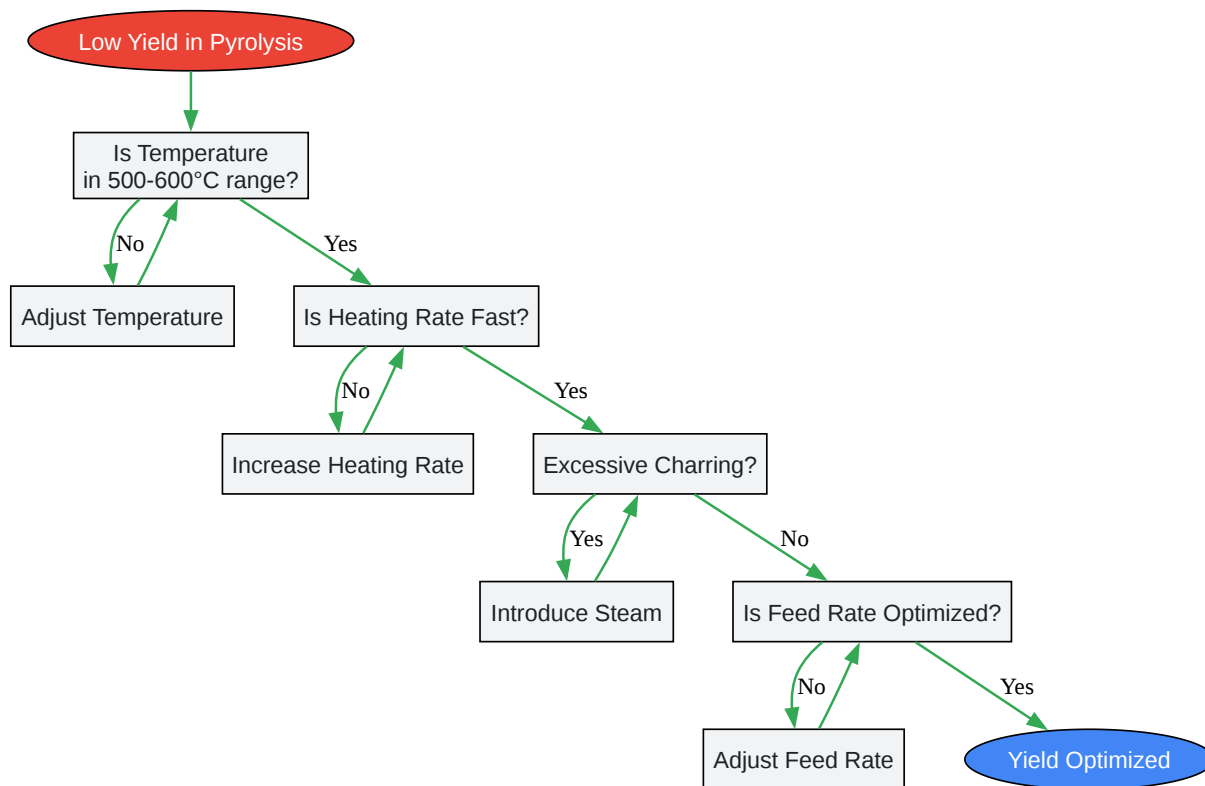 Low Yield in Pyrolysis
Is Temperature
in 500-600°C range?
No
Yes
Adjust Temperature
Is Heating Rate Fast?
No
Yes
Increase Heating Rate
Excessive Charring?
Yes
No
Introduce Steam
Is Feed Rate Optimized?
No
Yes
Adjust Feed Rate
Yield Optimized